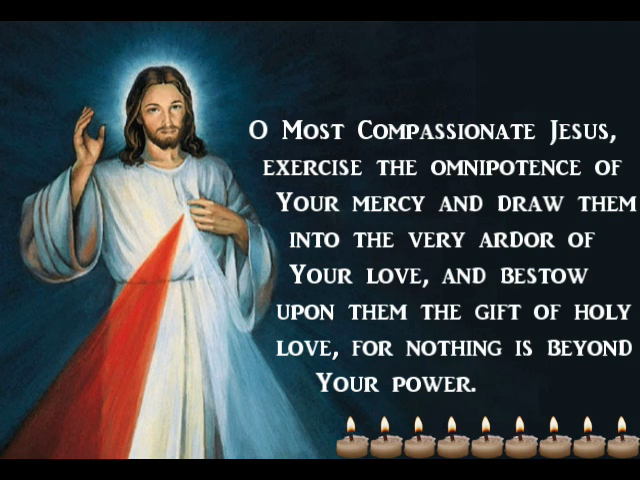 O Most Compassionate Jesus,
exercise the omnipotence of
Your mercy and draw them
into the very ardor of
Your love, and bestow
upon them the gift of holy
love, for nothing is beyond
Your power.